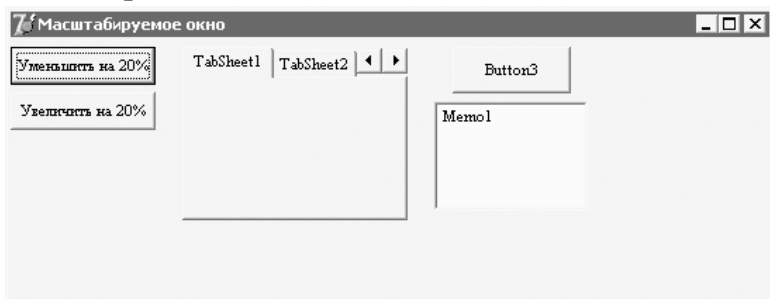 Масштабируемое окно
Уменьшить на 20%
Увеличить на 20%
TabSheet1
TabSheet2
Button3
Memo1